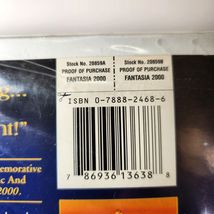 Stock No. 20859A
PROOF OF PURCHASE
FANTASIA 2000
Stock No. 20859B
PROOF OF PURCHASE
FANTASIA 2000
ISBN 0-7888-2468-6
7 86936 13638 8
nt!"
memorative
ic And
2000.